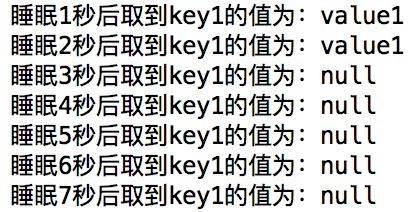 睡眠1秒后取到key1的值为：value1
睡眠2秒后取到key1的值为：value1
睡眠3秒后取到key1的值为：null
睡眠4秒后取到key1的值为：null
睡眠5秒后取到key1的值为：null
睡眠6秒后取到key1的值为：null
睡眠7秒后取到key1的值为：null